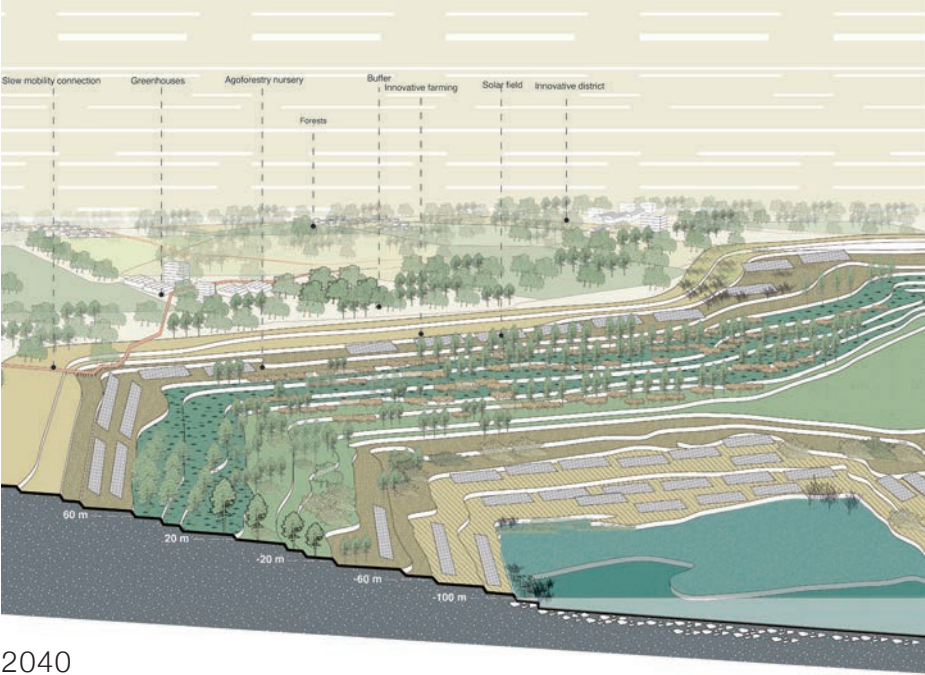 Slow mobility connection
Greenhouses
Agoforestry nursery
Buffer
Innovative farming
Solar field
Innovative district
Forests
60 m
20 m
-20 m
-60 m
-100 m
2040